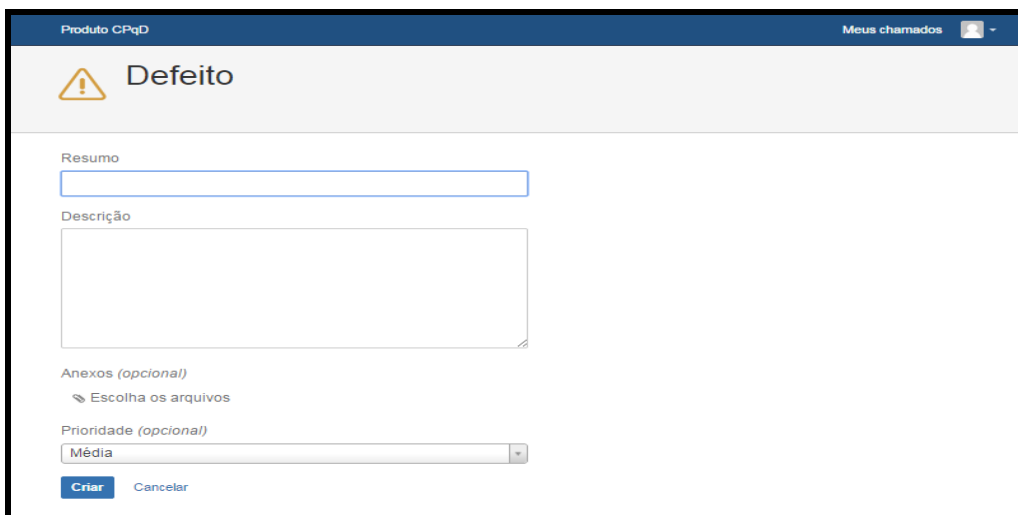 Produto CPqD
Meus chamados
Defeito
Resumo
Descrição
Anexos (opcional)
Escolha os arquivos
Prioridade (opcional)
Média
Criar Cancelar